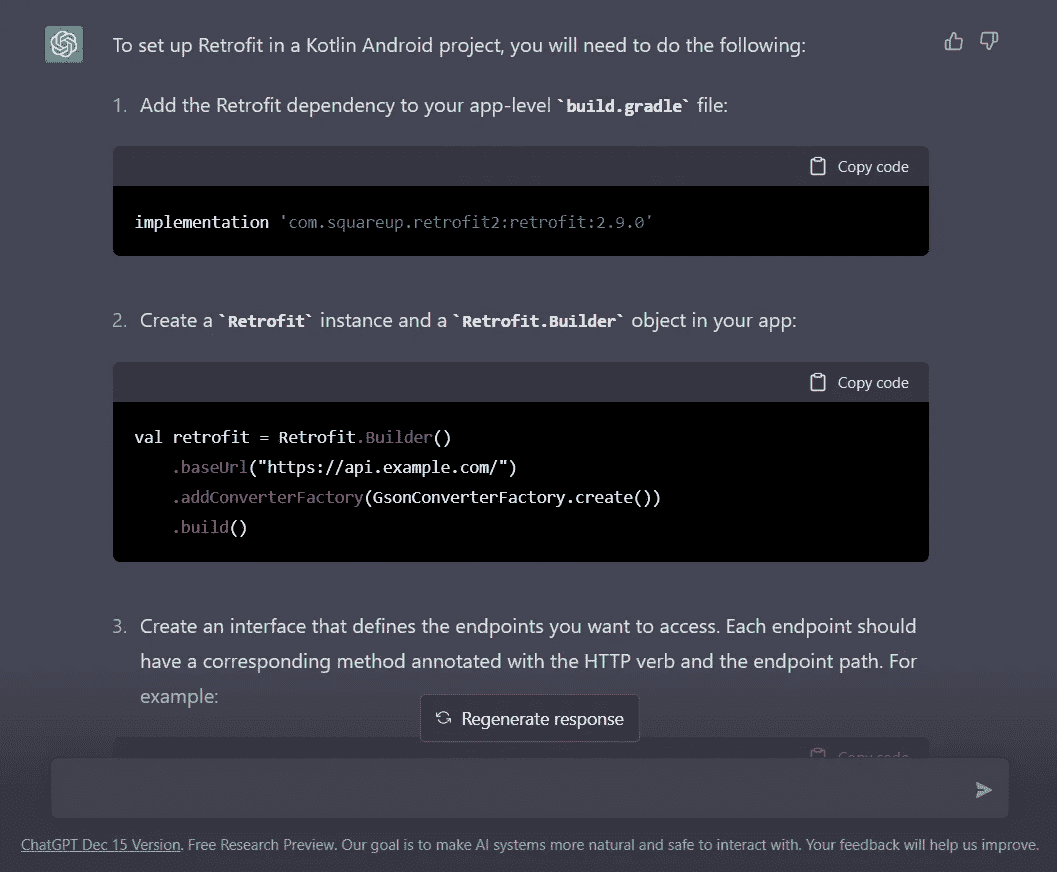 To set up Retrofit in a Kotlin Android project, you will need to do the following:
1. Add the Retrofit dependency to your app-level `build.gradle` file:
Copy code
implementation 'com.squareup.retrofit2:retrofit:2.9.0'
2. Create a `Retrofit` instance and a `Retrofit.Builder` object in your app:
Copy code
val retrofit = Retrofit.Builder()
    .baseUrl("https://api.example.com/")
    .addConverterFactory(GsonConverterFactory.create())
    .build()
3. Create an interface that defines the endpoints you want to access. Each endpoint should
have a corresponding method annotated with the HTTP verb and the endpoint path. For
example:
Regenerate response
Copy code
ChatGPT Dec 15 Version. Free Research Preview. Our goal is to make AI systems more natural and safe to interact with. Your feedback will help us improve.